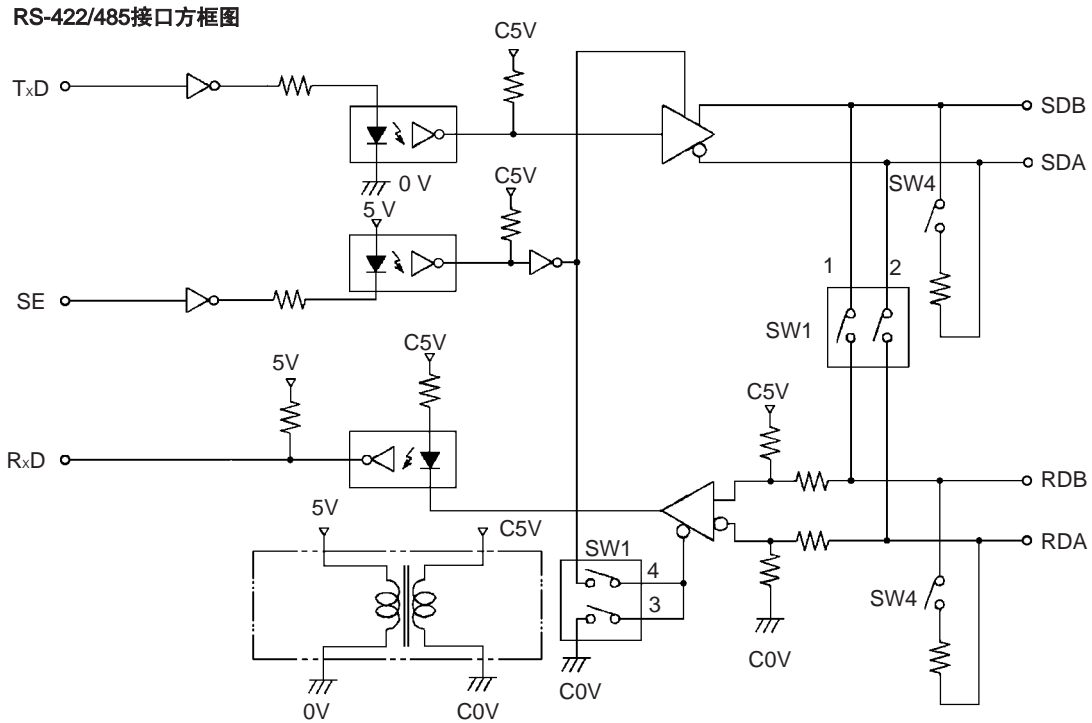 RS-422/485接口方框图
C5V
TxD
SDB
SDA
0 V
C5V
SW4
5 V
1
2
SE
SW1
5V
C5V
C5V
RxD
RDB
5V
C5V
RDA
SW1
4
3
SW4
C0V
C0V
0V
C0V